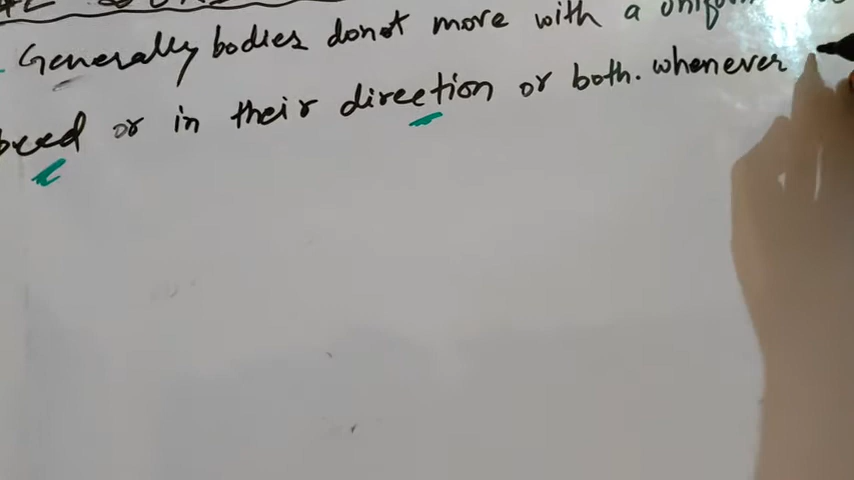 Generally bodies donot more with a
or in their direction or both. whenever